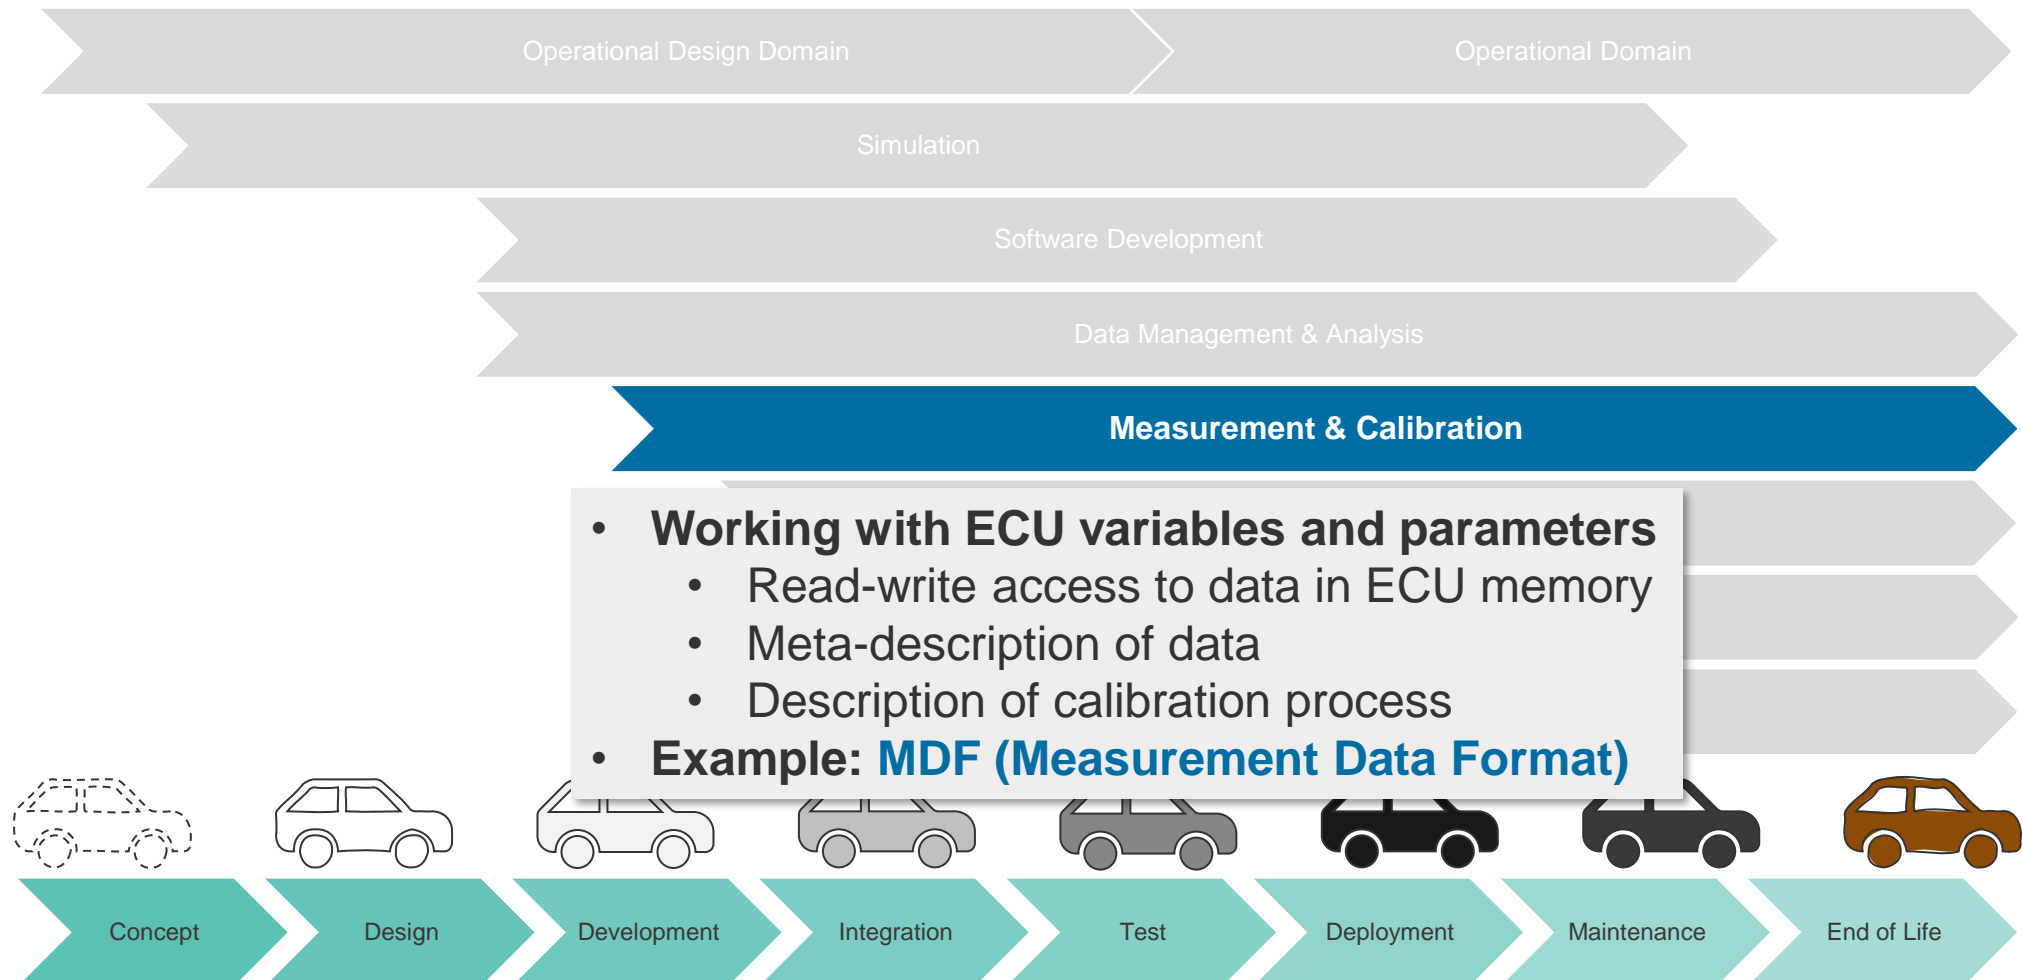 Operational Design Domain
Operational Domain
Simulation
Software Development
Data Management & Analysis
Measurement & Calibration
• Working with ECU variables and parameters
• Read-write access to data in ECU memory
• Meta-description of data
• Description of calibration process
• Example: MDF (Measurement Data Format)
Concept
Design
Development
Integration
Test
Deployment
Maintenance
End of Life